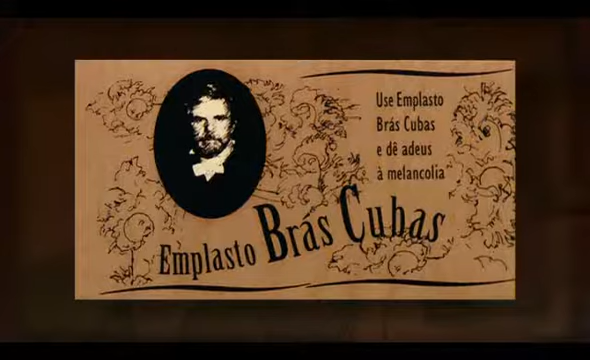 Use Emplasto
Brás Cubas
e dê adeus
à melancolia
Emplasto Brás Cubas